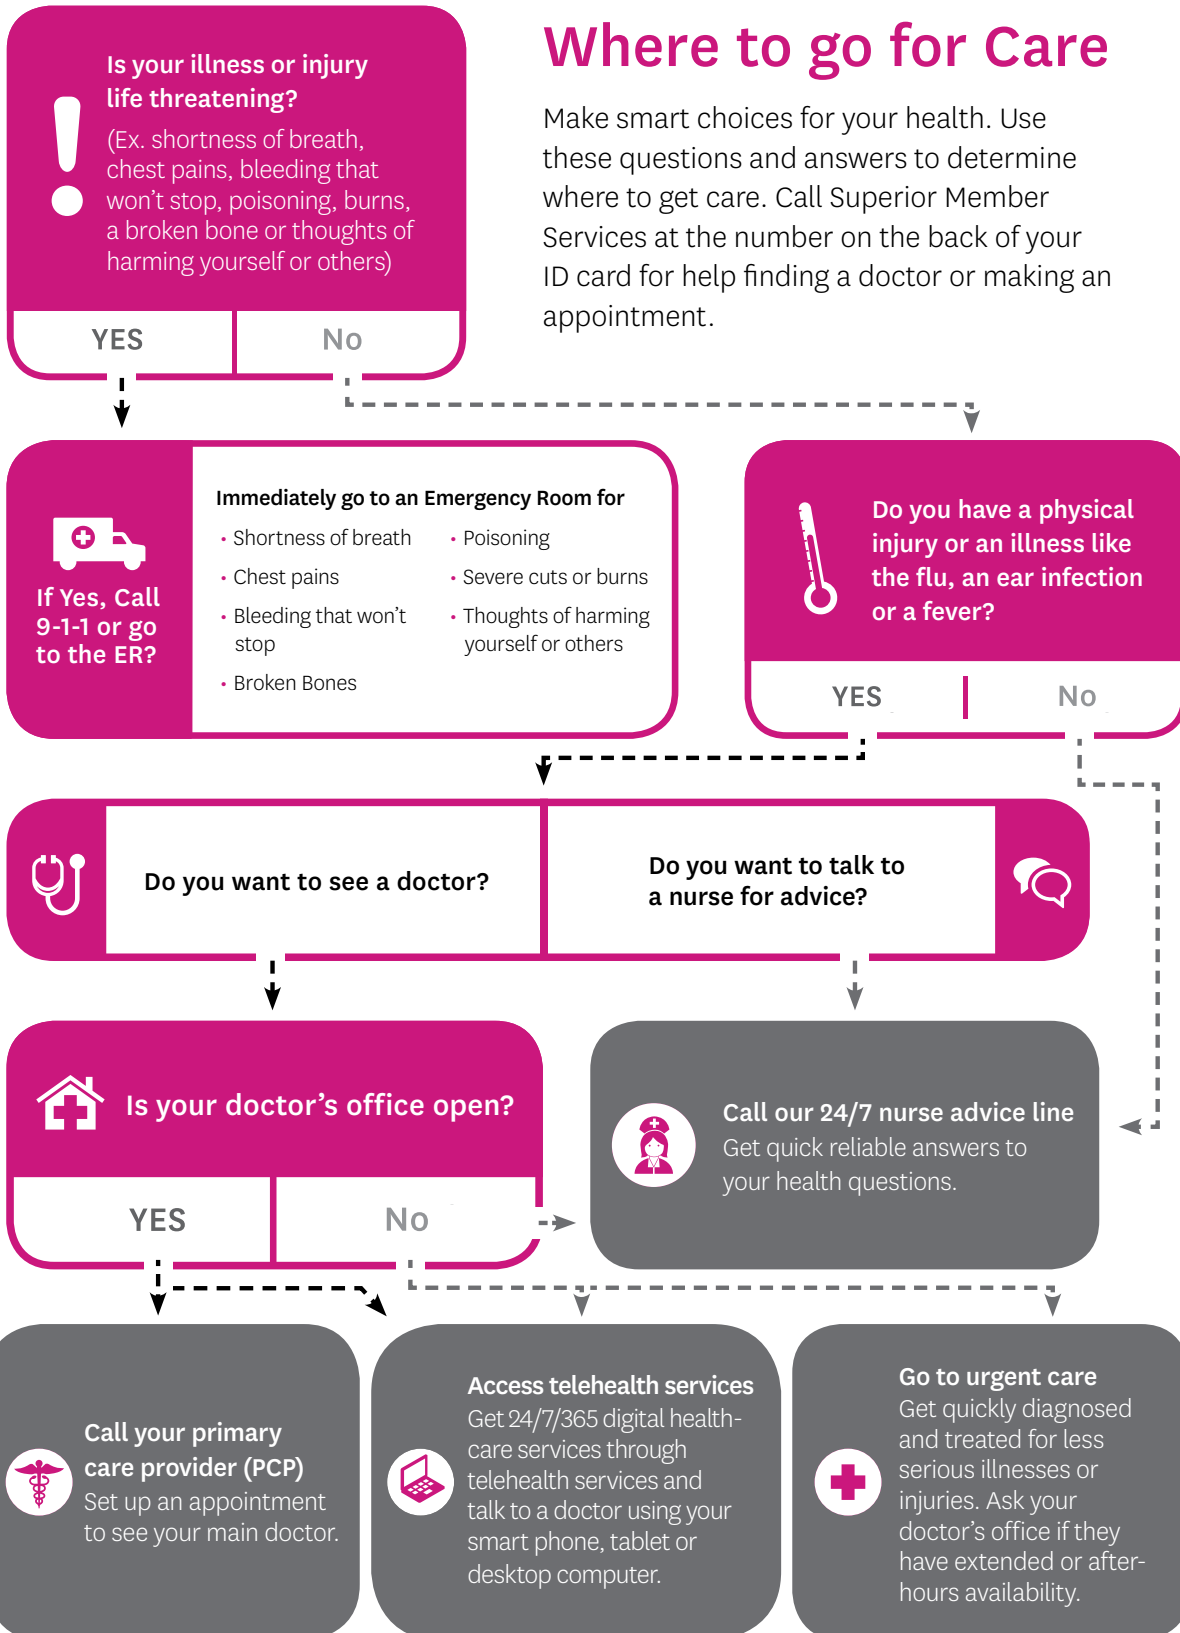 Where to go for Care
Make smart choices for your health. Use
these questions and answers to determine
where to get care. Call Superior Member
Services at the number on the back of your
ID card for help finding a doctor or making an
appointment.
Is your illness or injury
life threatening?
(Ex. shortness of breath,
chest pains, bleeding that
won't stop, poisoning, burns,
a broken bone or thoughts of
harming yourself or others)
YES
No
If Yes, Call
9-1-1 or go
to the ER?
Immediately go to an Emergency Room for
• Shortness of breath
• Chest pains
• Bleeding that won't
stop
• Broken Bones
• Poisoning
• Severe cuts or burns
• Thoughts of harming
yourself or others
Do you have a physical
injury or an illness like
the flu, an ear infection
or a fever?
YES
No
Do you want to see a doctor?
Do you want to talk to
a nurse for advice?
Is your doctor's office open?
YES
No
Call our 24/7 nurse advice line
Get quick reliable answers to
your health questions.
Call your primary
care provider (PCP)
Set up an appointment
to see your main doctor.
Access telehealth services
Get 24/7/365 digital health-
care services through
telehealth services and
talk to a doctor using your
smart phone, tablet or
desktop computer.
Go to urgent care
Get quickly diagnosed
and treated for less
serious illnesses or
injuries. Ask your
doctor's office if they
have extended or after-
hours availability.